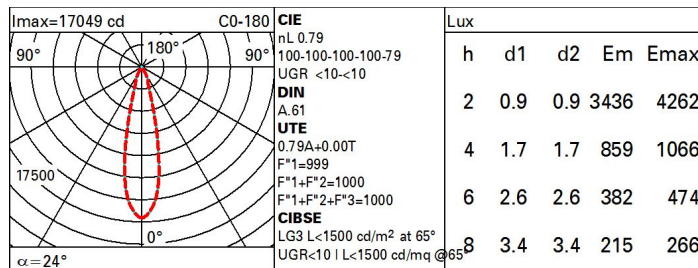 Imax=17049 cd C0-180
90° 180° 90°
17500
0°
α=24°
CIE
nL 0.79
100-100-100-100-79
UGR <10-<10
DIN
A.61
UTE
0.79A+0.00T
F"1=999
F"1+F"2=1000
F"1+F"2+F"3=1000
CIBSE
LG3 L<1500 cd/m² at 65°
UGR<10 | L<1500 cd/mq @65°
Lux
h d1 d2 Em Emax
2 0.9 0.9 3436 4262
4 1.7 1.7 859 1066
6 2.6 2.6 382 474
8 3.4 3.4 215 266